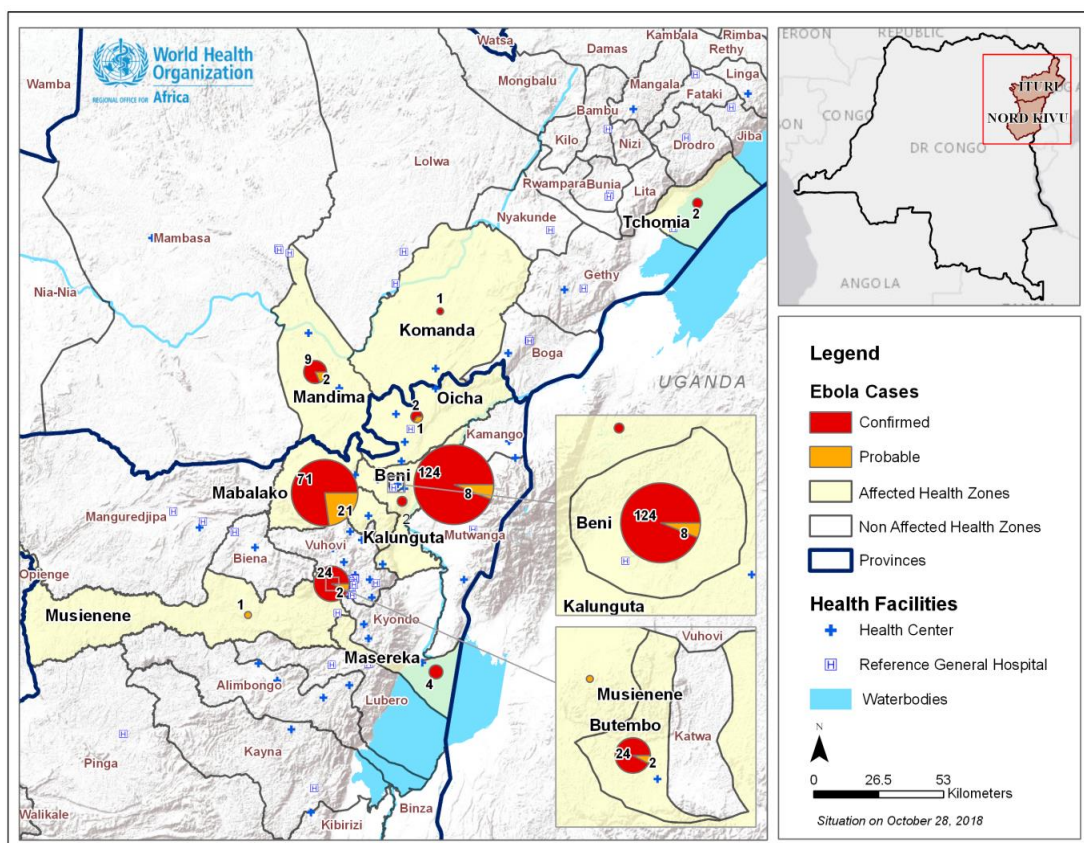 World Health
Organization
REGIONAL OFFICE FOR Africa
Watsa
Kambala
Rimba
Damas
Rethy
Wamba
Mongbalu
Mangala
Linga
Fataki
Bambu
Kilo
Nizi
Drodro
Jiba
Lolwa
Rwampara
Bunia
Lita
Nyakunde
Tchomia
2
Mambasa
Gethy
Nia-Nia
1
Komanda
Boga
9
2
Mandima
2
Oicha
1
UGANDA
Kamango
71
Beni
124
Mabalako
21
8
2
Manguredjipa
Kalunguta
Mutwanga
Vuhovi
Biena
Opienge
24
2
1
Musienene
Kyondo
Masereka
4
Alimbongo
Lubero
Kayna
Pinga
Walikale
Binza
Kibirizi
124
Beni
8
Kalunguta
Vuhovi
Musienene
Butembo
24
2
Katwa
EROON
REPUBLIC
ITURI
NORD KIVU
CONGO
DR CONGO
ANGOLA
Legend
Ebola Cases
Confirmed
Probable
Affected Health Zones
Non Affected Health Zones
Provinces
Health Facilities
Health Center
Reference General Hospital
Waterbodies
N
0 26.5 53
Kilometers
Situation on October 28, 2018